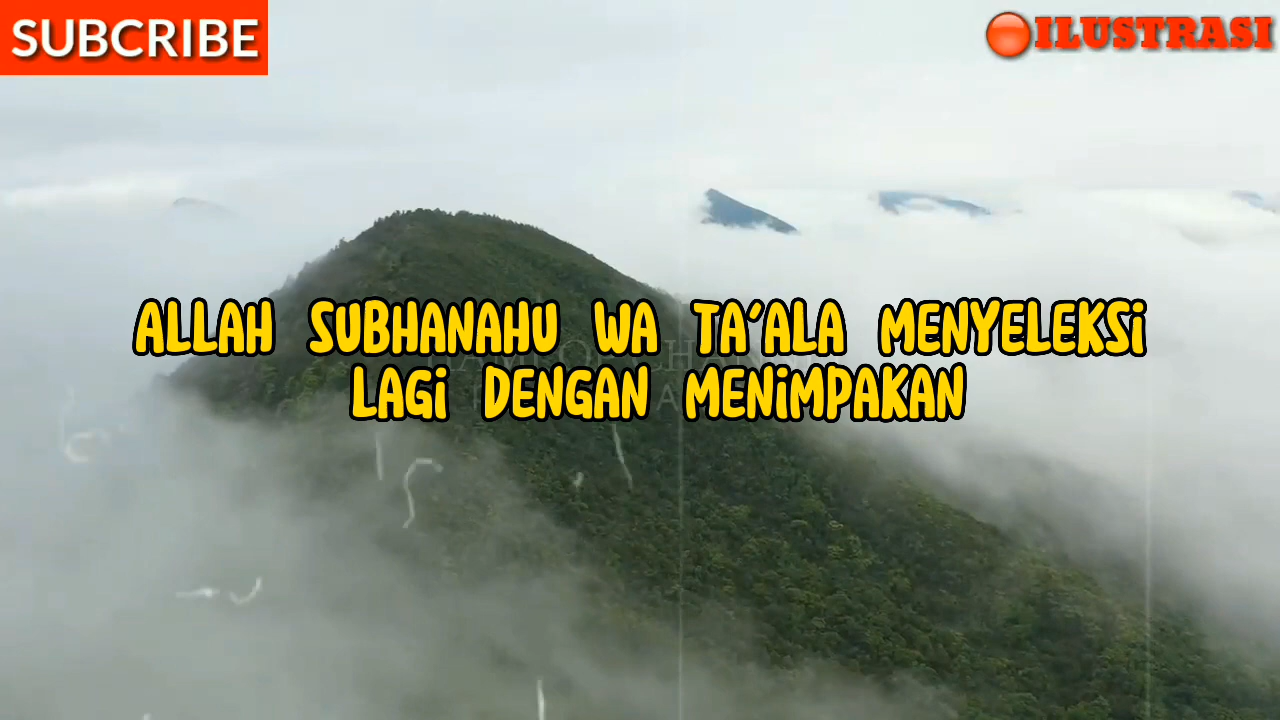 SUBCRIBE
ILUSTRASI
ALLAH SUBHANAHU WA TA'ALA MENYELEKSI
LAGI DENGAN MENIMPAKAN